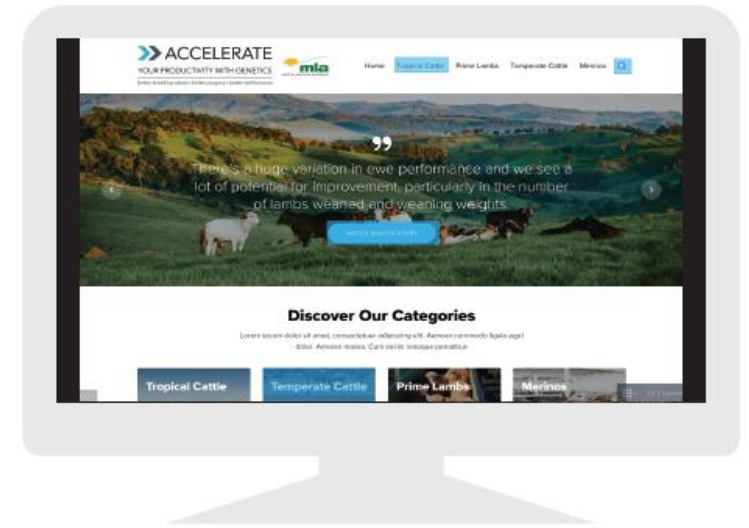 ACCELERATE
YOUR PRODUCTIVITY WITH GENETICS
mla
Home Tropical Cattle Prime Lambs Temperate Cattle Merinos
There's a huge variation in ewe performance and we see a
lot of potential for improvement, particularly in the number
of lambs weaned and weaning weights
Discover Our Categories
Lorem ipsum dolor sit amet, consectetuer adipiscing elit. Aenean commodo ligula eget
dolor. Aenean massa. Cum sociis natoque penatibus
Tropical Cattle Temperate Cattle Prime Lambs Merinos